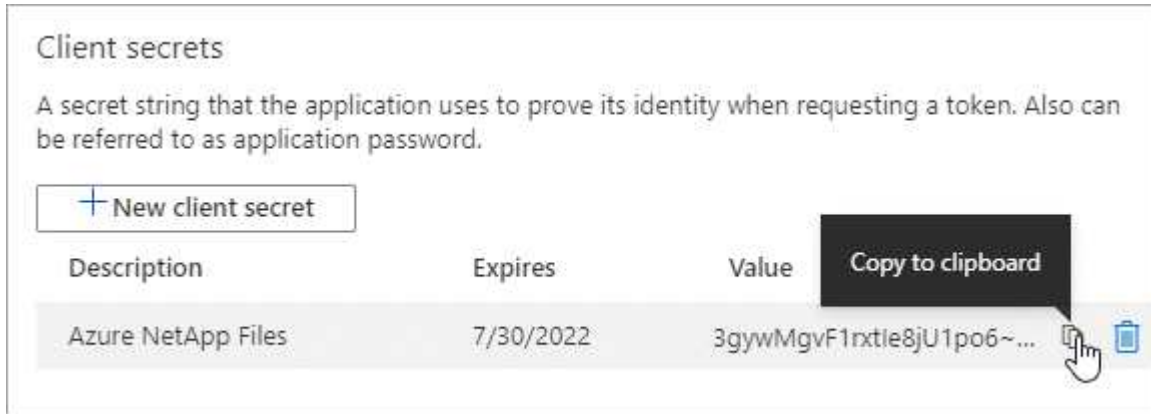 Client secrets
A secret string that the application uses to prove its identity when requesting a token. Also can
be referred to as application password.
New client secret
Copy to clipboard
Description Expires Value
Azure NetApp Files 7/30/2022 3gywMgvF1rxtIe8jU1po6~...